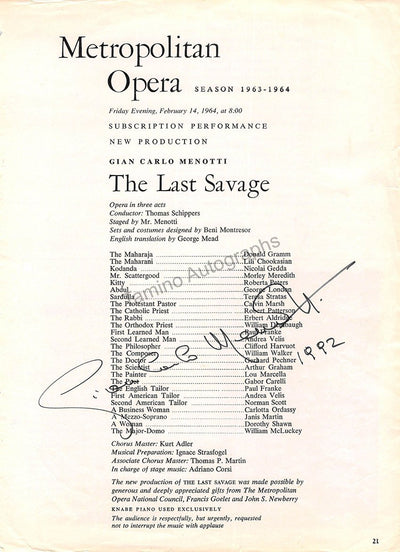 Metropolitan
Opera SEASON 1963-1964
Friday Evening, February 14, 1964, at 8:00
SUBSCRIPTION PERFORMANCE
NEW PRODUCTION
GIAN CARLO MENOTTI
The Last Savage
Opera in three acts
Conductor: Thomas Schippers
Staged by Mr. Menotti
Sets and costumes designed by Beni Montresor
English translation by George Mead
The Maharaja Donald Gramm
The Maharani Lili Chookasian
Kodanda Nicolai Gedda
Mr. Scattergood Morley Meredith
Kitty Roberta Peters
Abdul George London
Sardula Teresa Stratas
The Protestant Pastor Calvin Marsh
The Catholic Priest Robert Patterson
The Rabbi Erbert Aldridge
The Orthodox Priest William
First Learned Man Franke
Second Learned Man Andrea Velis
The Philosopher Clifford Harvuot
The Composer William Walker
The Doctor Gerhard Pechner
The Scientist Arthur Graham
The Painter Lou Marcella
The Poet Gabor Carelli
The English Tailor Paul Franke
First American Tailor Andrea Velis
Second American Tailor Norman Scott
A Business Woman Carlotta Ordassy
A Mezzo-Soprano Janis Martin
A Woman Dorothy Shawn
The Major-Domo William McLuckey
Tamino Autographs
Gian Carlo Menotti
1992
Chorus Master: Kurt Adler
Musical Preparation: Ignace Strasfogel
Associate Chorus Master: Thomas P. Martin
In charge of stage music: Adriano Corsi
The new production of THE LAST SAVAGE was made possible by
generous and deeply appreciated gifts from The Metropolitan
Opera National Council, Francis Goelet and John S. Newberry
KNABE PIANO USED EXCLUSIVELY
The audience is respectfully, but urgently, requested
not to interrupt the music with applause
21